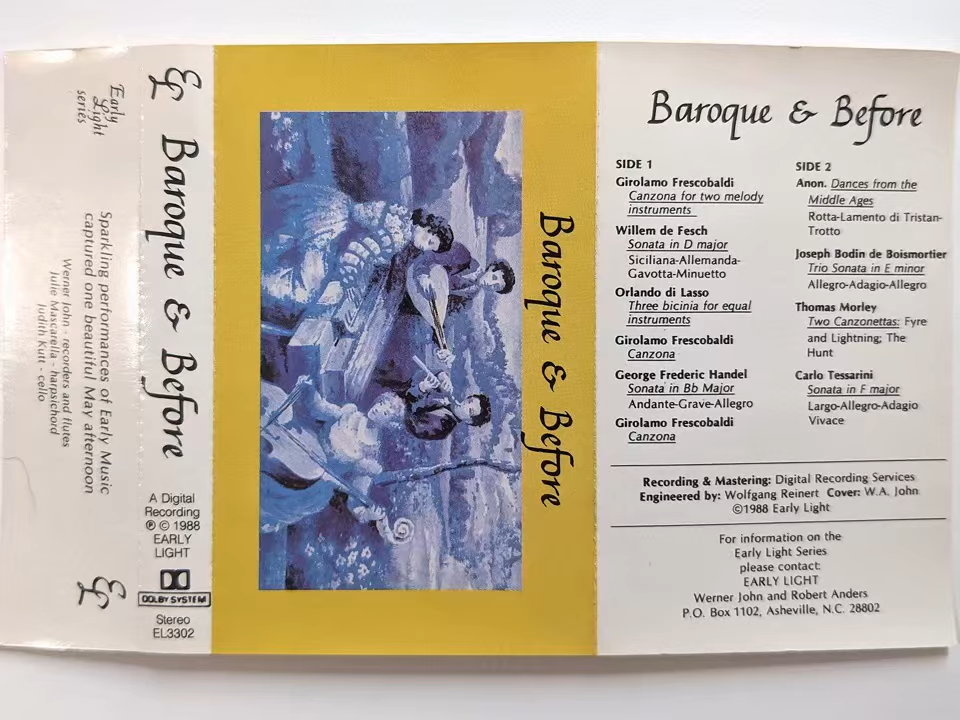 Early
Light
series
Sparkling performances of Early Music
captured one beautiful May afternoon
Werner John - recorders and flutes
Julie Mascarella - harpsichord
Judith Kutt - cello
EL
EL
Baroque & Before
A Digital
Recording
℗ © 1988
EARLY
LIGHT
DOLBY SYSTEM
Stereo
EL3302
Baroque & Before
Baroque & Before
SIDE 1
Girolamo Frescobaldi
Canzona for two melody
instruments
Willem de Fesch
Sonata in D major
Siciliana-Allemanda-
Gavotta-Minuetto
Orlando di Lasso
Three bicinia for equal
instruments
Girolamo Frescobaldi
Canzona
George Frederic Handel
Sonata in Bb Major
Andante-Grave-Allegro
Girolamo Frescobaldi
Canzona
SIDE 2
Anon. Dances from the
Middle Ages
Rotta-Lamento di Tristan-
Trotto
Joseph Bodin de Boismortier
Trio Sonata in E minor
Allegro-Adagio-Allegro
Thomas Morley
Two Canzonettas: Fyre
and Lightning; The
Hunt
Carlo Tessarini
Sonata in F major
Largo-Allegro-Adagio
Vivace
Recording & Mastering: Digital Recording Services
Engineered by: Wolfgang Reinert Cover: W.A. John
©1988 Early Light
For information on the
Early Light Series
please contact:
EARLY LIGHT
Werner John and Robert Anders
P.O. Box 1102, Asheville, N.C. 28802